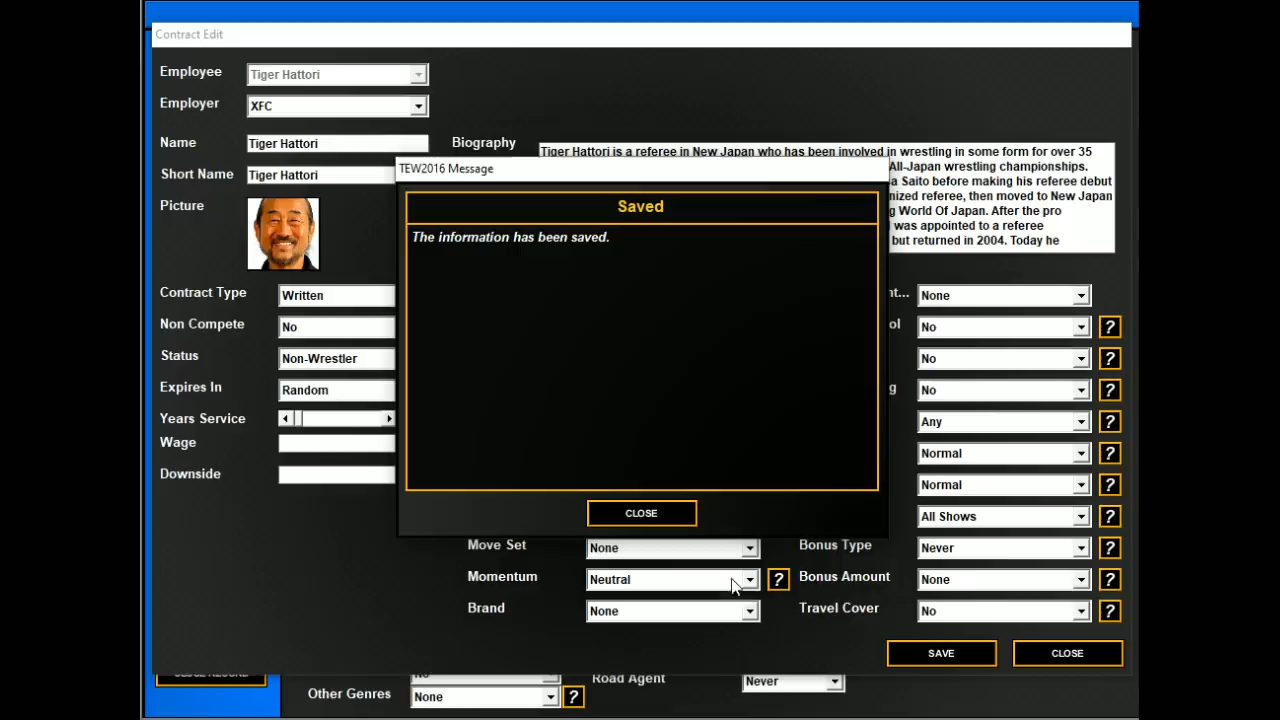 Contract Edit
Employee Tiger Hattori
Employer XFC
Name Tiger Hattori Biography
Short Name Tiger Hattori
Picture
Tiger Hattori is a referee in New Japan who has been involved in wrestling in some form for over 35
All-Japan wrestling championships.
a Saito before making his referee debut
nized referee, then moved to New Japan
g World Of Japan. After the pro
was appointed to a referee
but returned in 2004. Today he
TEW2016 Message
Saved
The information has been saved.
CLOSE
Contract Type Written
Non Compete No
Status Non-Wrestler
Expires In Random
Years Service
Wage
Downside
Move Set None
Momentum Neutral ?
Brand None
nt... None
ol No ?
No ?
g No ?
Any ?
Normal ?
Normal ?
All Shows ?
Bonus Type Never ?
Bonus Amount None ?
Travel Cover No ?
SAVE CLOSE
Other Genres None ?
Road Agent Never